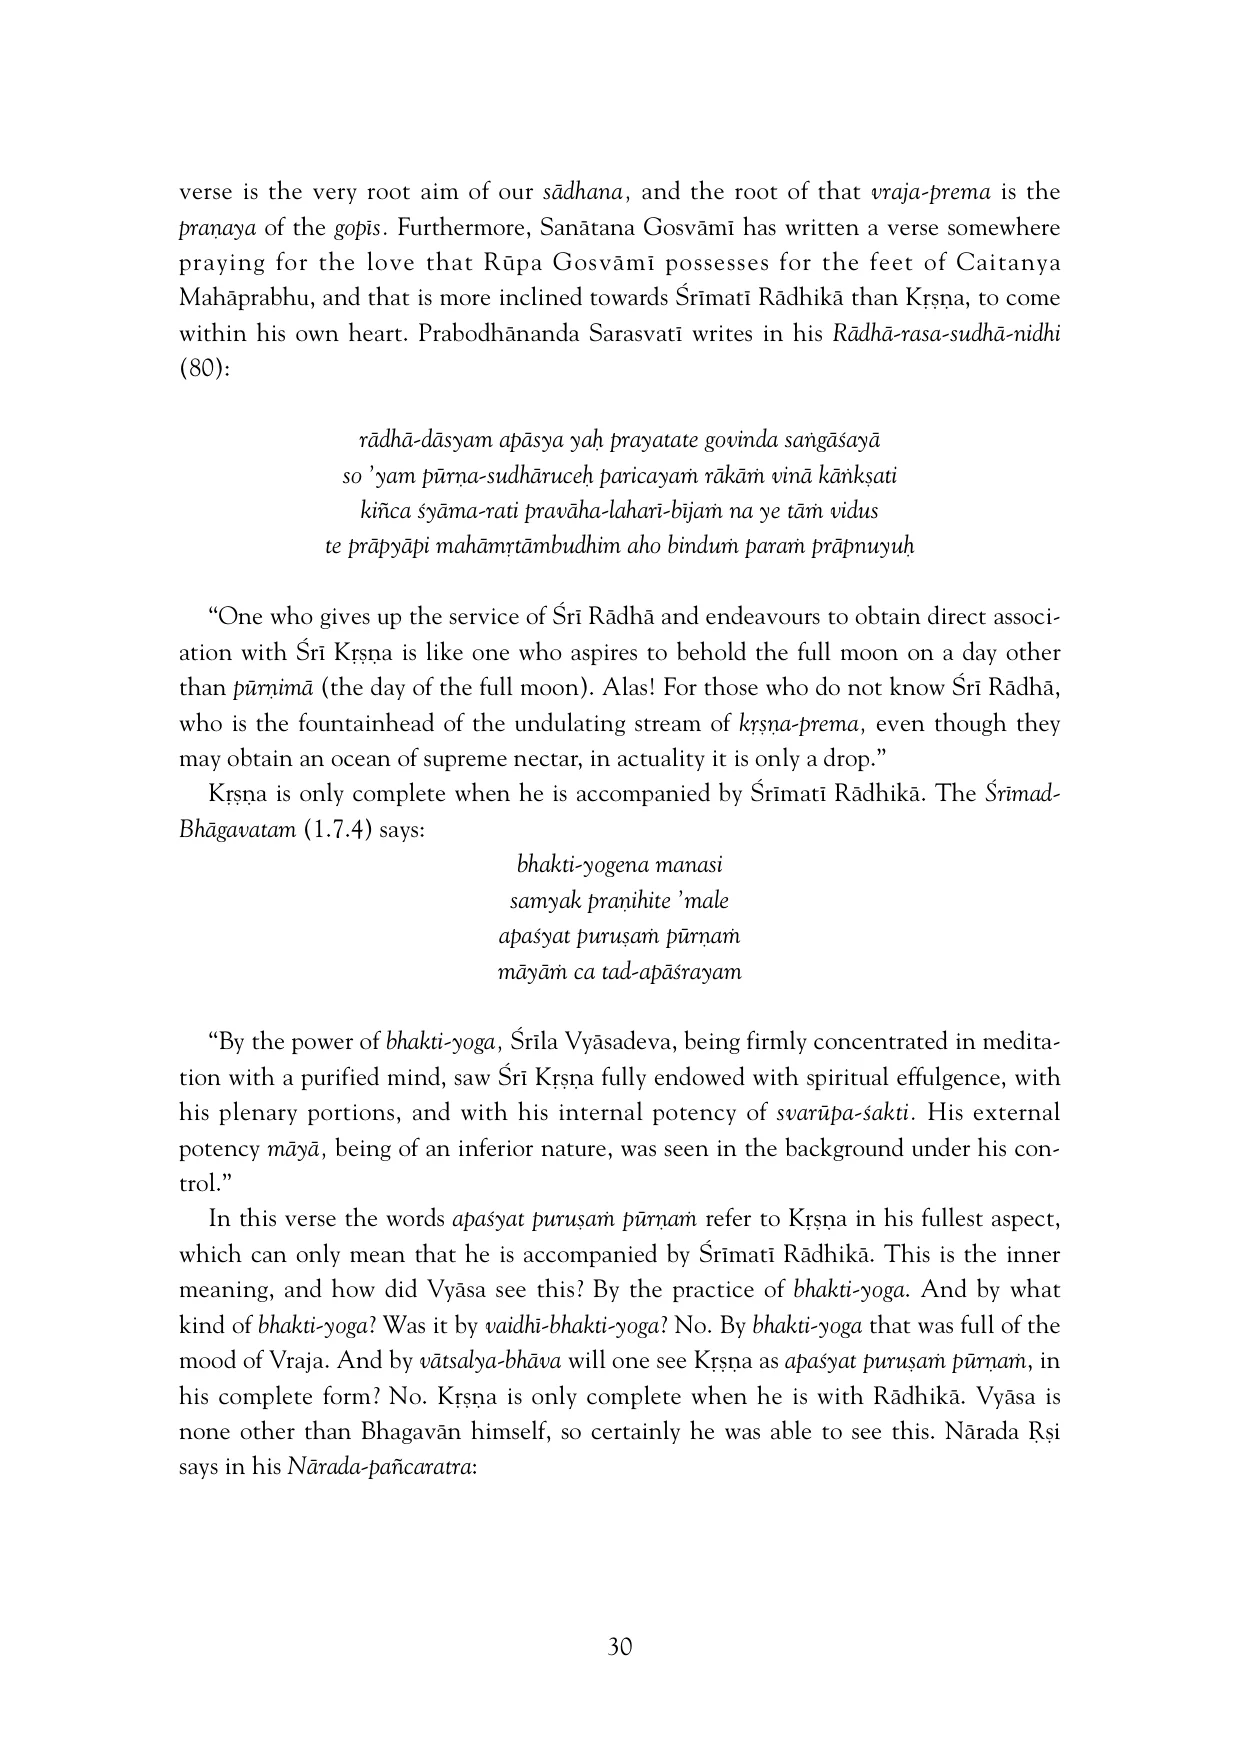 verse is the very root aim of our sādhana, and the root of that vraja-prema is the
praṇaya of the gopīs. Furthermore, Sanātana Gosvāmī has written a verse somewhere
praying for the love that Rūpa Gosvāmī possesses for the feet of Caitanya
Mahāprabhu, and that is more inclined towards Śrīmatī Rādhikā than Kṛṣṇa, to come
within his own heart. Prabodhānanda Sarasvatī writes in his Rādhā-rasa-sudhā-nidhi
(80):
rādhā-dāsyam apāsya yaḥ prayatate govinda saṅgāśayā
so ’yam pūrṇa-sudhāruceḥ paricayaṁ rākāṁ vinā kāṅkṣati
kiñca śyāma-rati pravāha-laharī-bījaṁ na ye tāṁ vidus
te prāpyāpi mahāmṛtāmbudhim aho binduṁ paraṁ prāpnuyuḥ
“One who gives up the service of Śrī Rādhā and endeavours to obtain direct associ-
ation with Śrī Kṛṣṇa is like one who aspires to behold the full moon on a day other
than pūrṇimā (the day of the full moon). Alas! For those who do not know Śrī Rādhā,
who is the fountainhead of the undulating stream of kṛṣṇa-prema, even though they
may obtain an ocean of supreme nectar, in actuality it is only a drop.”
Kṛṣṇa is only complete when he is accompanied by Śrīmatī Rādhikā. The Śrīmad-
Bhāgavatam (1.7.4) says:
bhakti-yogena manasi
samyak praṇihite ’male
apaśyat puruṣaṁ pūrṇaṁ
māyāṁ ca tad-apāśrayam
“By the power of bhakti-yoga, Śrīla Vyāsadeva, being firmly concentrated in medita-
tion with a purified mind, saw Śrī Kṛṣṇa fully endowed with spiritual effulgence, with
his plenary portions, and with his internal potency of svarūpa-śakti. His external
potency māyā, being of an inferior nature, was seen in the background under his con-
trol.”
In this verse the words apaśyat puruṣaṁ pūrṇaṁ refer to Kṛṣṇa in his fullest aspect,
which can only mean that he is accompanied by Śrīmatī Rādhikā. This is the inner
meaning, and how did Vyāsa see this? By the practice of bhakti-yoga. And by what
kind of bhakti-yoga? Was it by vaidhī-bhakti-yoga? No. By bhakti-yoga that was full of the
mood of Vraja. And by vātsalya-bhāva will one see Kṛṣṇa as apaśyat puruṣaṁ pūrṇaṁ, in
his complete form? No. Kṛṣṇa is only complete when he is with Rādhikā. Vyāsa is
none other than Bhagavān himself, so certainly he was able to see this. Nārada Ṛṣi
says in his Nārada-pañcaratra:
30